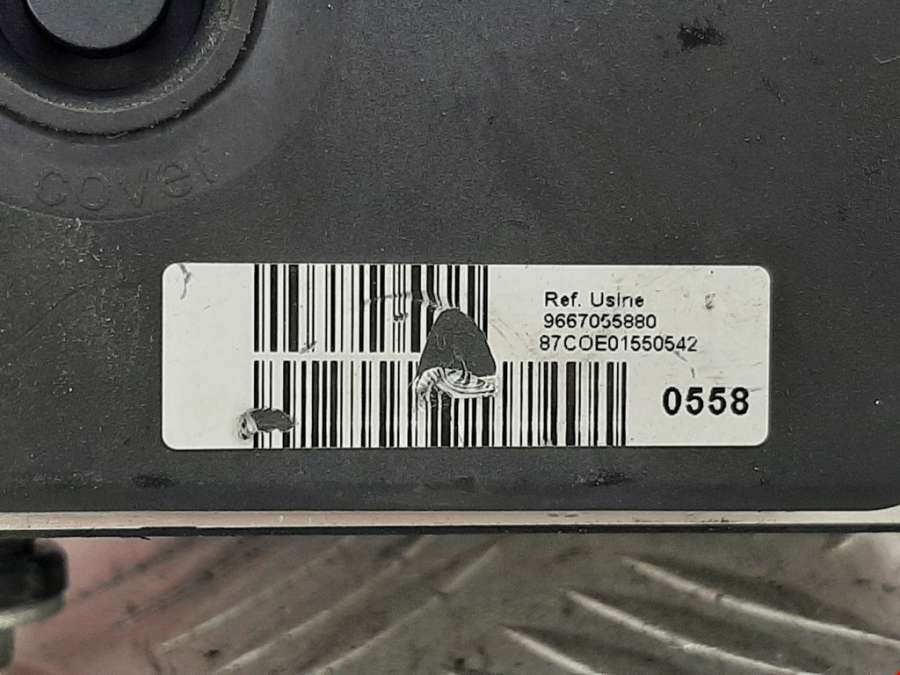 cover
Ref. Usine
9667055880
87COE01550542
0558